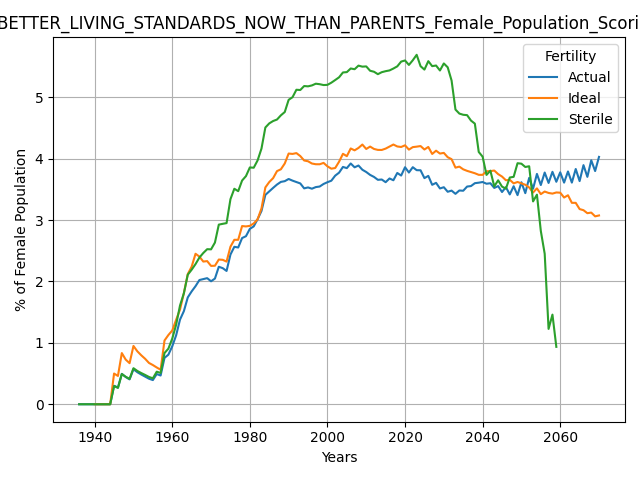 BETTER_LIVING_STANDARDS_NOW_THAN_PARENTS_Female_Population_Scori
Fertility
Actual
Ideal
Sterile
% of Female Population
5
4
3
2
1
0
1940 1960 1980 2000 2020 2040 2060
Years